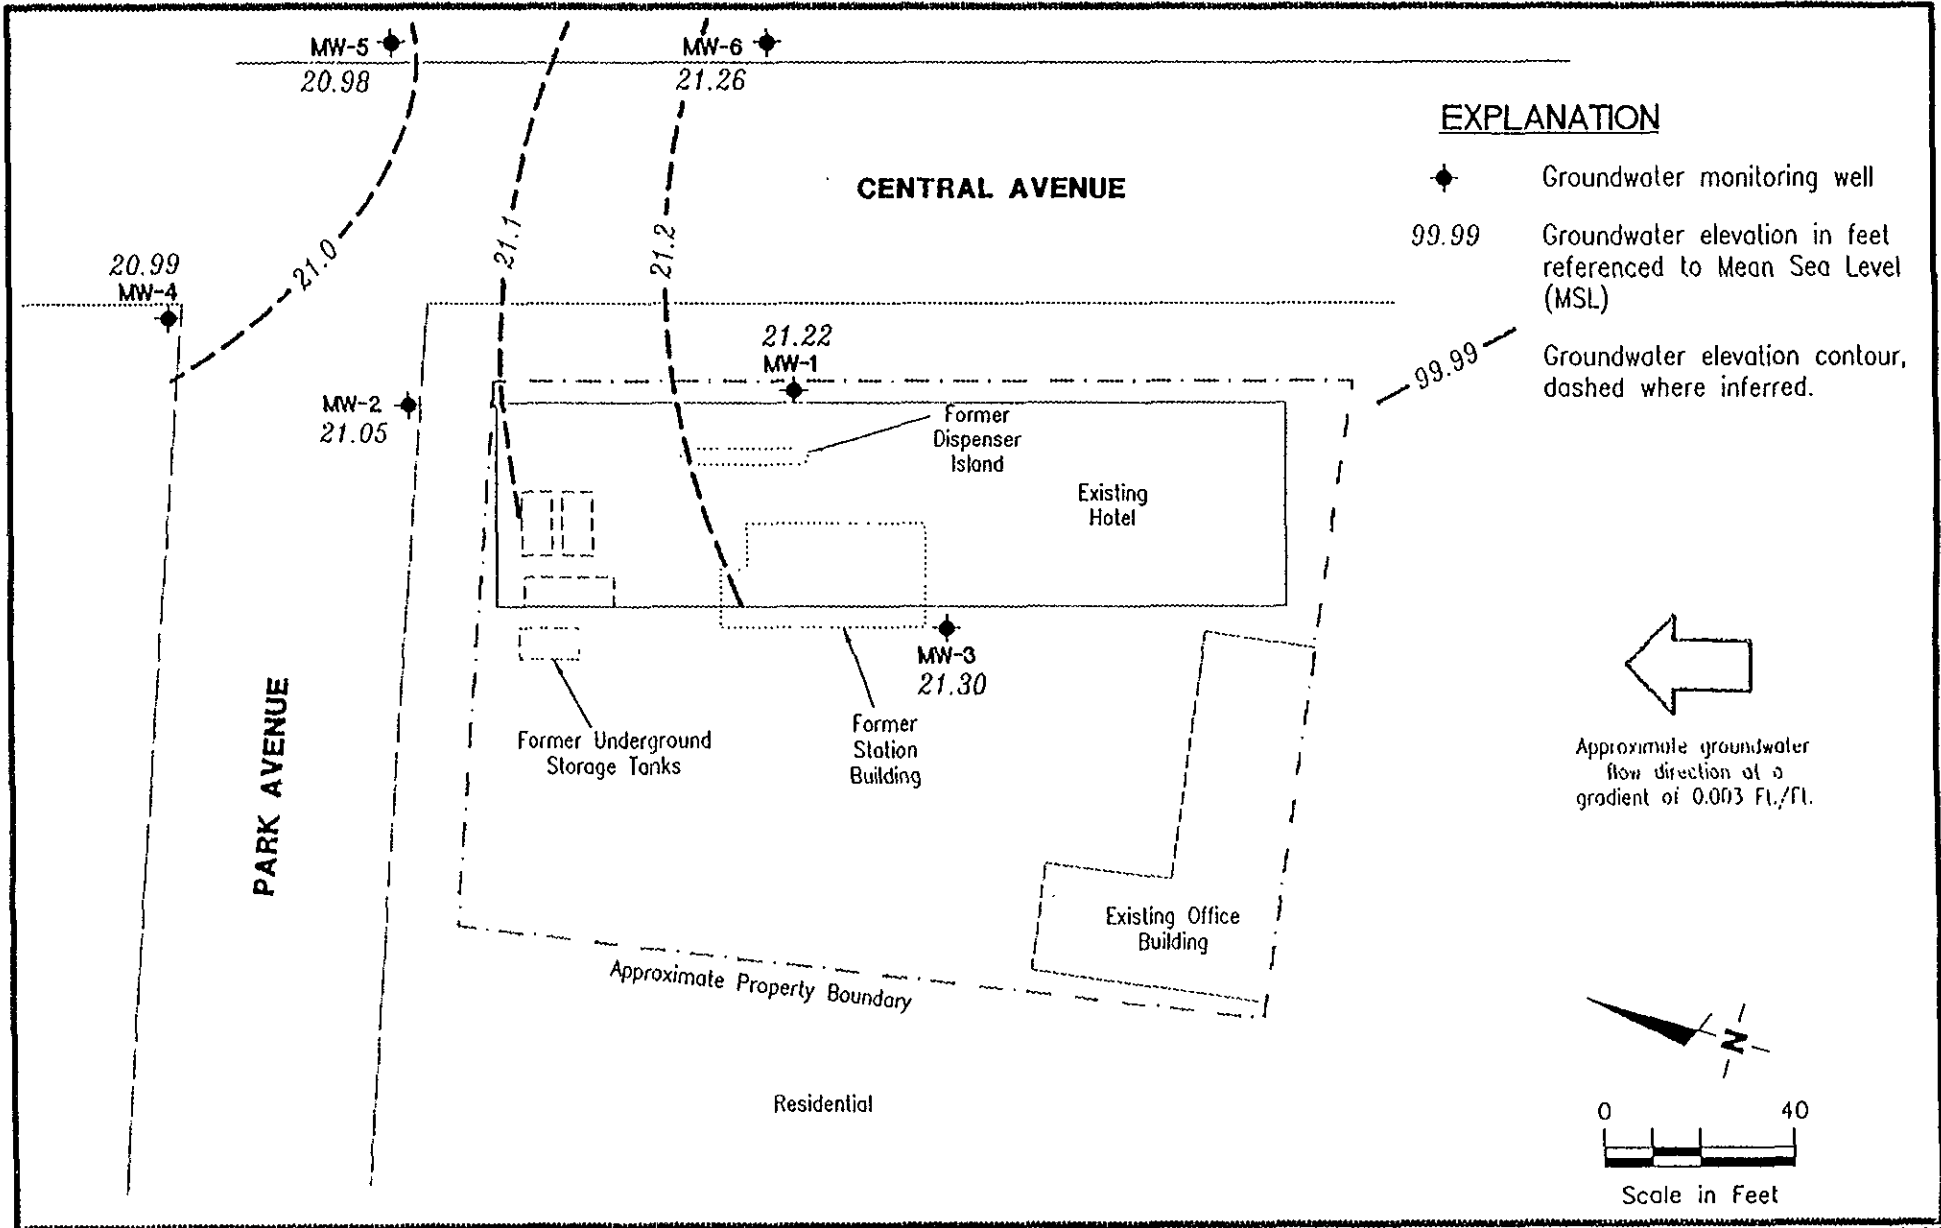 MW-5
20.98
MW-6
21.26
EXPLANATION
Groundwater monitoring well
99.99
Groundwater elevation in feet
referenced to Mean Sea Level
(MSL)
99.99
Groundwater elevation contour,
dashed where inferred.
CENTRAL AVENUE
21.0
21.1
21.2
20.99
MW-4
21.22
MW-1
MW-2
21.05
Former
Dispenser
Island
Existing
Hotel
MW-3
21.30
Former Underground
Storage Tanks
Former
Station
Building
PARK AVENUE
Approximate groundwater
flow direction at a
gradient of 0.003 Ft./Ft.
Existing Office
Building
Approximate Property Boundary
Residential
N
0 40
Scale in Feet